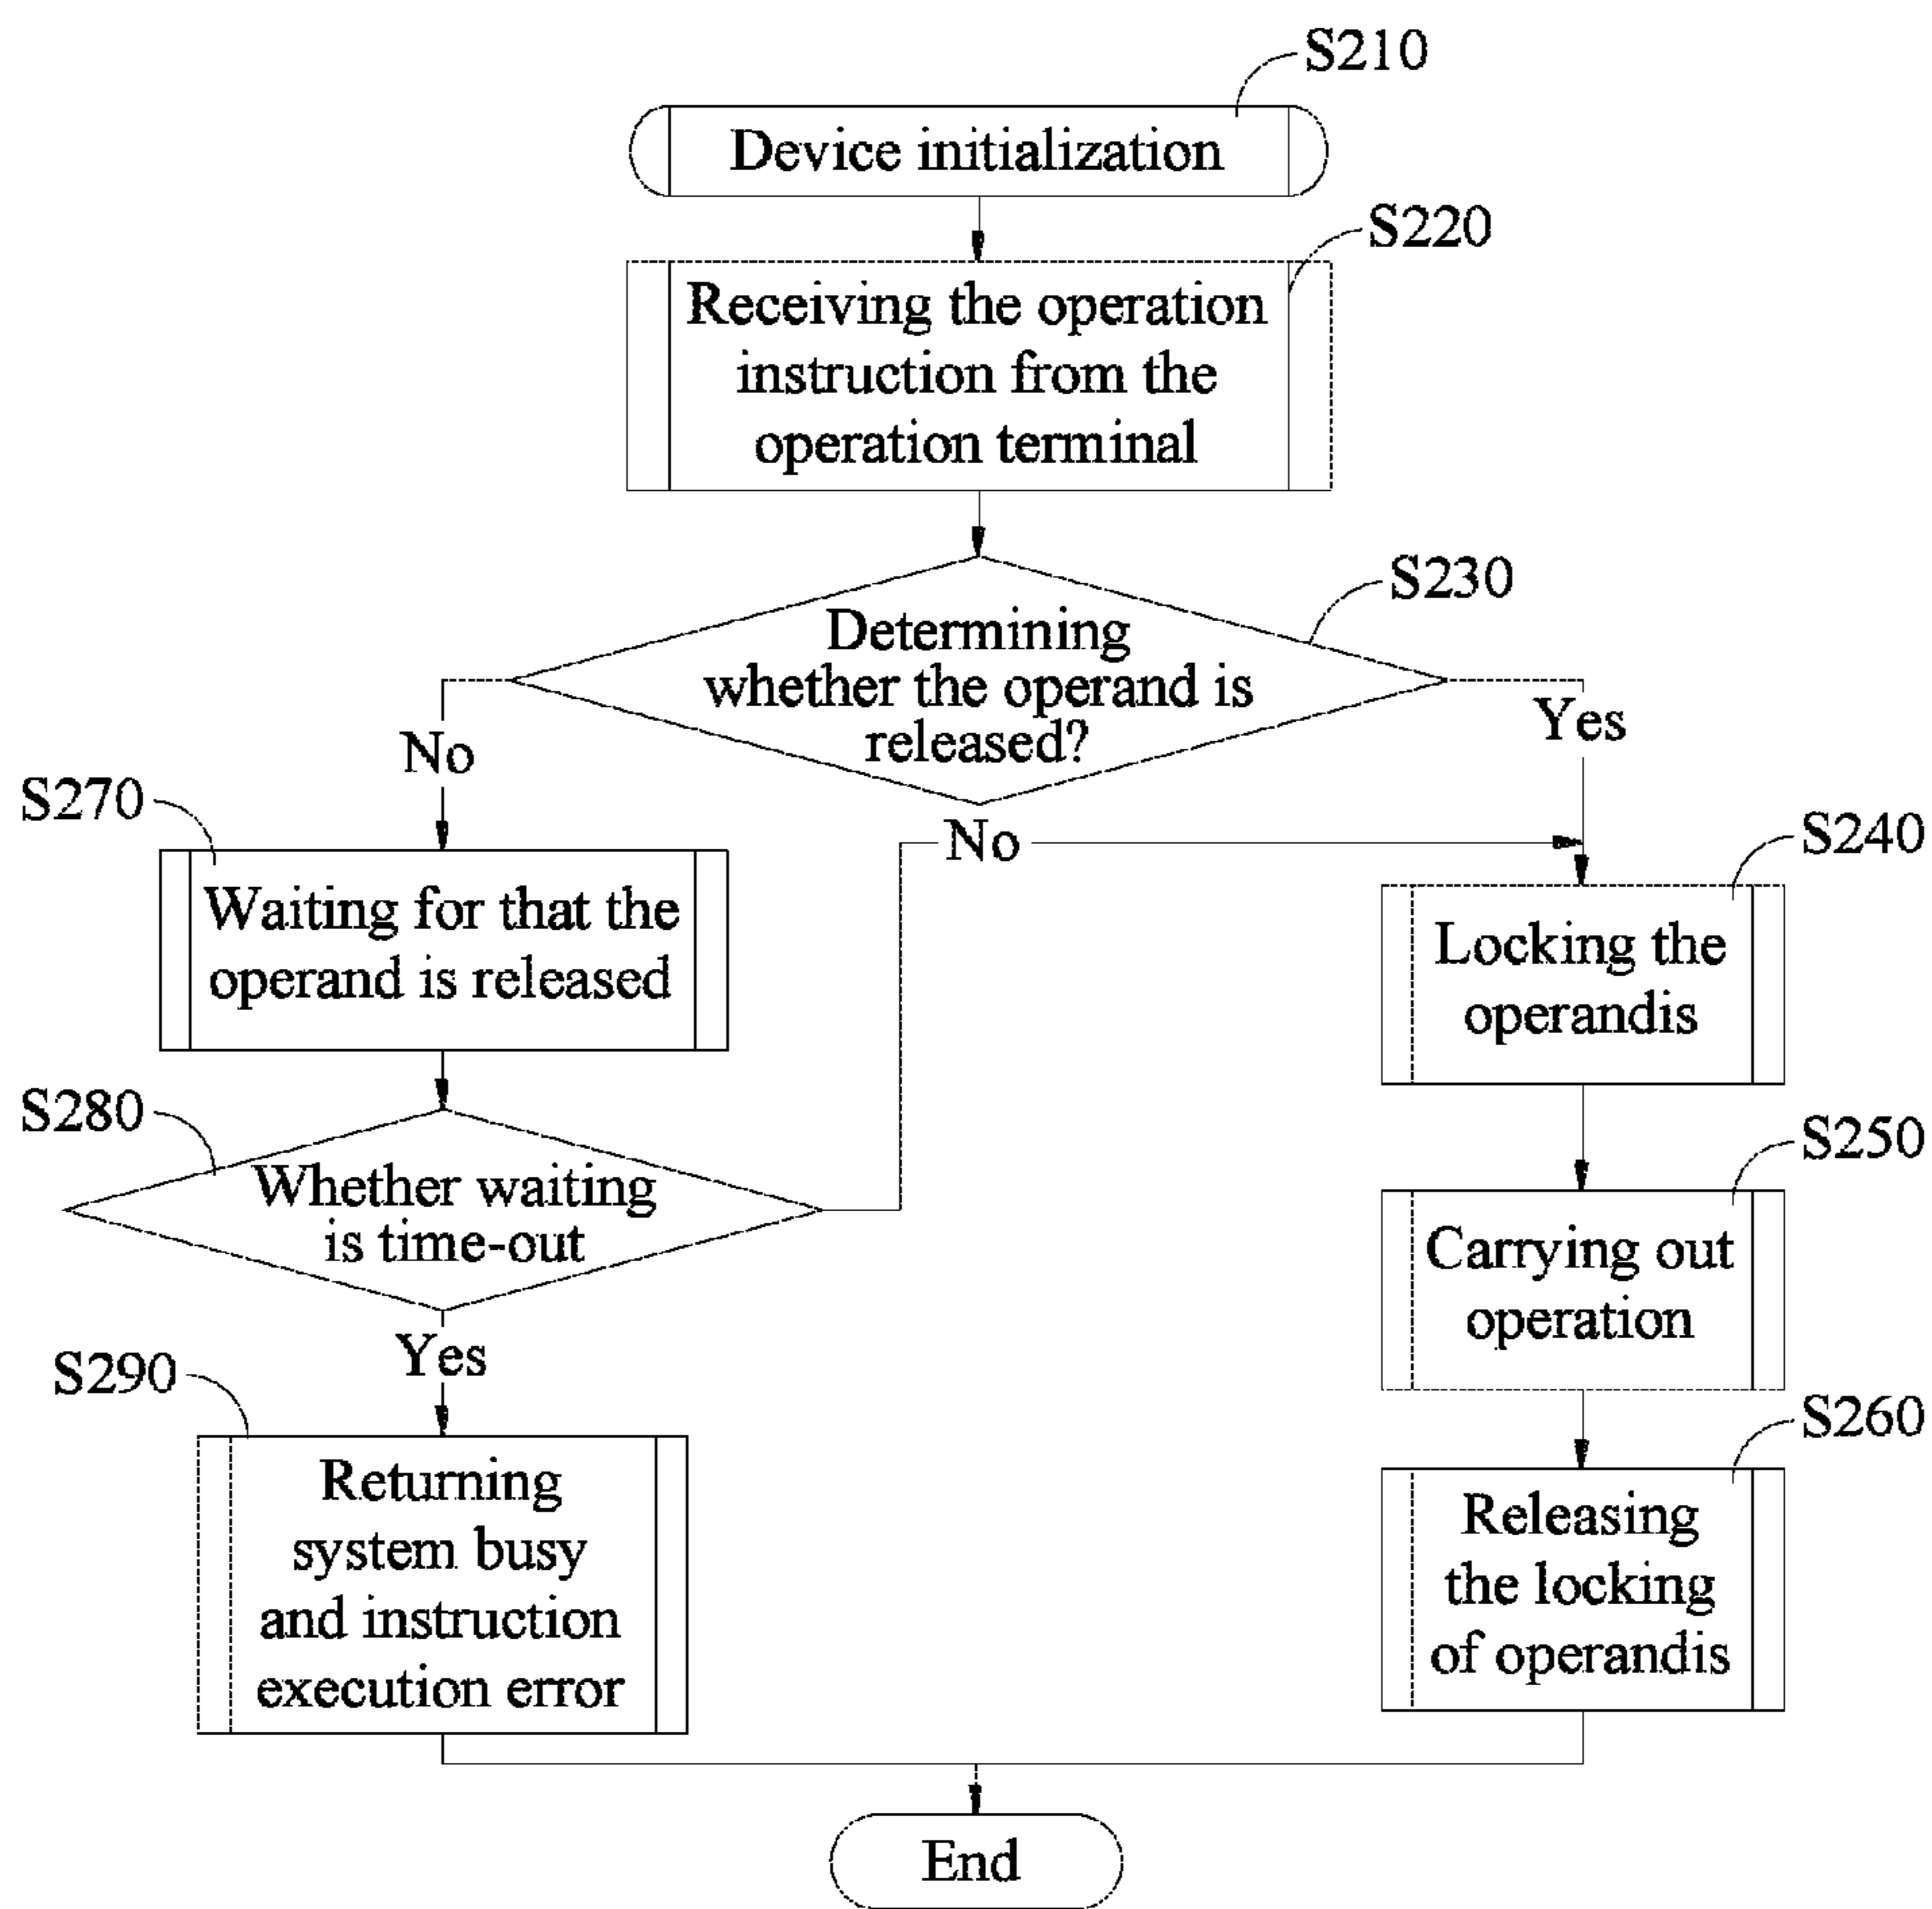 S210
Device initialization
S220
Receiving the operation
instruction from the
operation terminal
S230
Determining
whether the operand is
released?
Yes
No
S270
Waiting for that the
operand is released
No
S240
Locking the
operandis
S280
Whether waiting
is time-out
S250
Carrying out
operation
Yes
S290
Returning
system busy
and instruction
execution error
S260
Releasing
the locking
of operandis
End